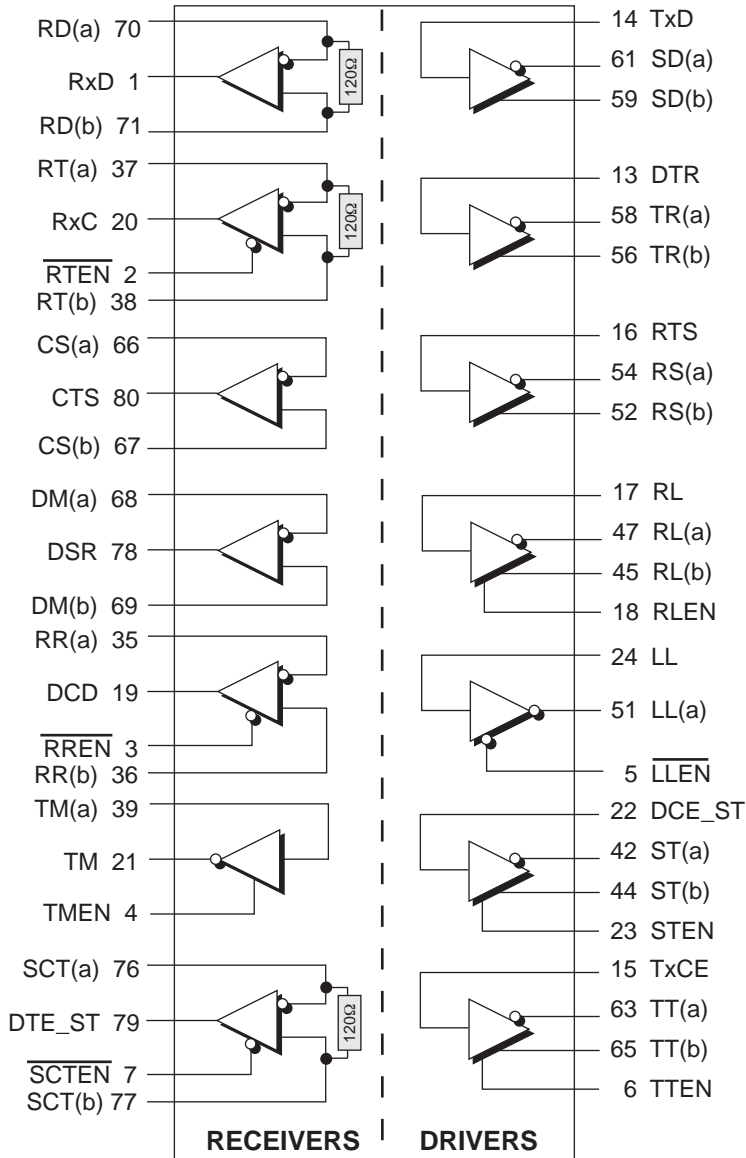 RD(a) 70
RxD 1
RD(b) 71
120Ω
RT(a) 37
RxC 20
RTEN 2
RT(b) 38
120Ω
CS(a) 66
CTS 80
CS(b) 67
DM(a) 68
DSR 78
DM(b) 69
RR(a) 35
DCD 19
RREN 3
RR(b) 36
TM(a) 39
TM 21
TMEN 4
SCT(a) 76
DTE_ST 79
SCTEN 7
SCT(b) 77
120Ω
RECEIVERS
14 TxD
61 SD(a)
59 SD(b)
13 DTR
58 TR(a)
56 TR(b)
16 RTS
54 RS(a)
52 RS(b)
17 RL
47 RL(a)
45 RL(b)
18 RLEN
24 LL
51 LL(a)
5 LLEN
22 DCE_ST
42 ST(a)
44 ST(b)
23 STEN
15 TxCE
63 TT(a)
65 TT(b)
6 TTEN
DRIVERS